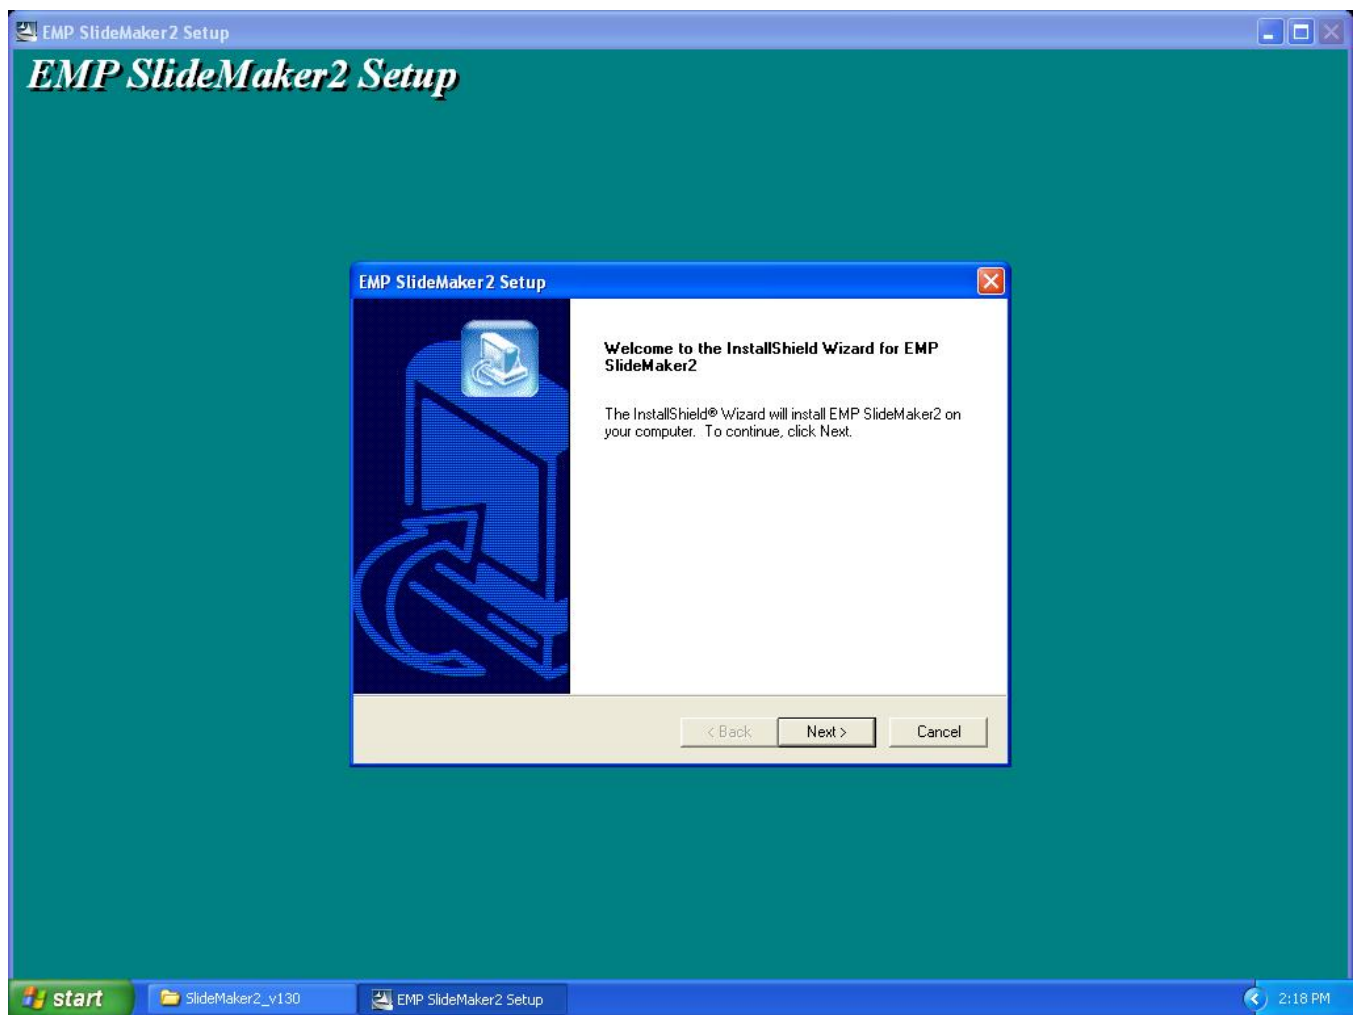 EMP SlideMaker2 Setup
EMP SlideMaker2 Setup
EMP SlideMaker2 Setup
Welcome to the InstallShield Wizard for EMP
SlideMaker2
The InstallShield® Wizard will install EMP SlideMaker2 on
your computer. To continue, click Next.
< Back Next > Cancel
start SlideMaker2_v130 EMP SlideMaker2 Setup 2:18 PM